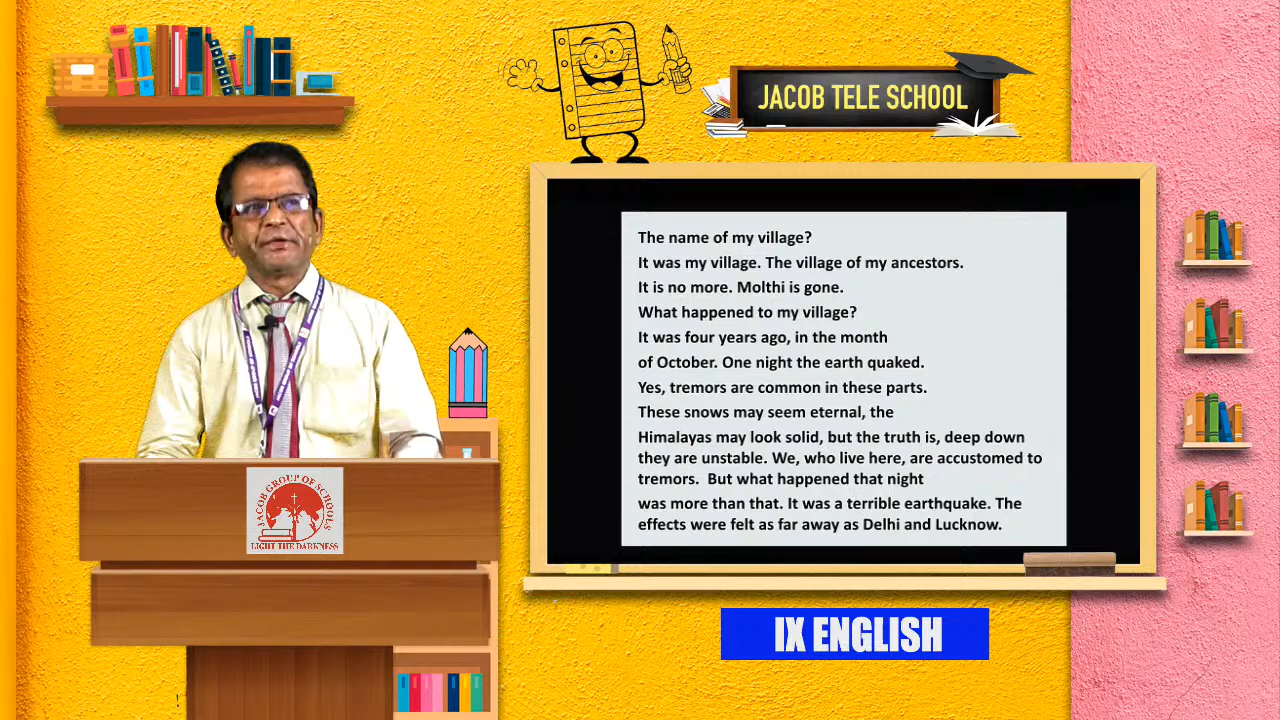 JACOB TELE SCHOOL
The name of my village?
It was my village. The village of my ancestors.
It is no more. Molthi is gone.
What happened to my village?
It was four years ago, in the month
of October. One night the earth quaked.
Yes, tremors are common in these parts.
These snows may seem eternal, the
Himalayas may look solid, but the truth is, deep down
they are unstable. We, who live here, are accustomed to
tremors.  But what happened that night
was more than that. It was a terrible earthquake. The
effects were felt as far away as Delhi and Lucknow.
JACOB GROUP OF SCHOOLS
LIGHT THE DARKNESS
IX ENGLISH